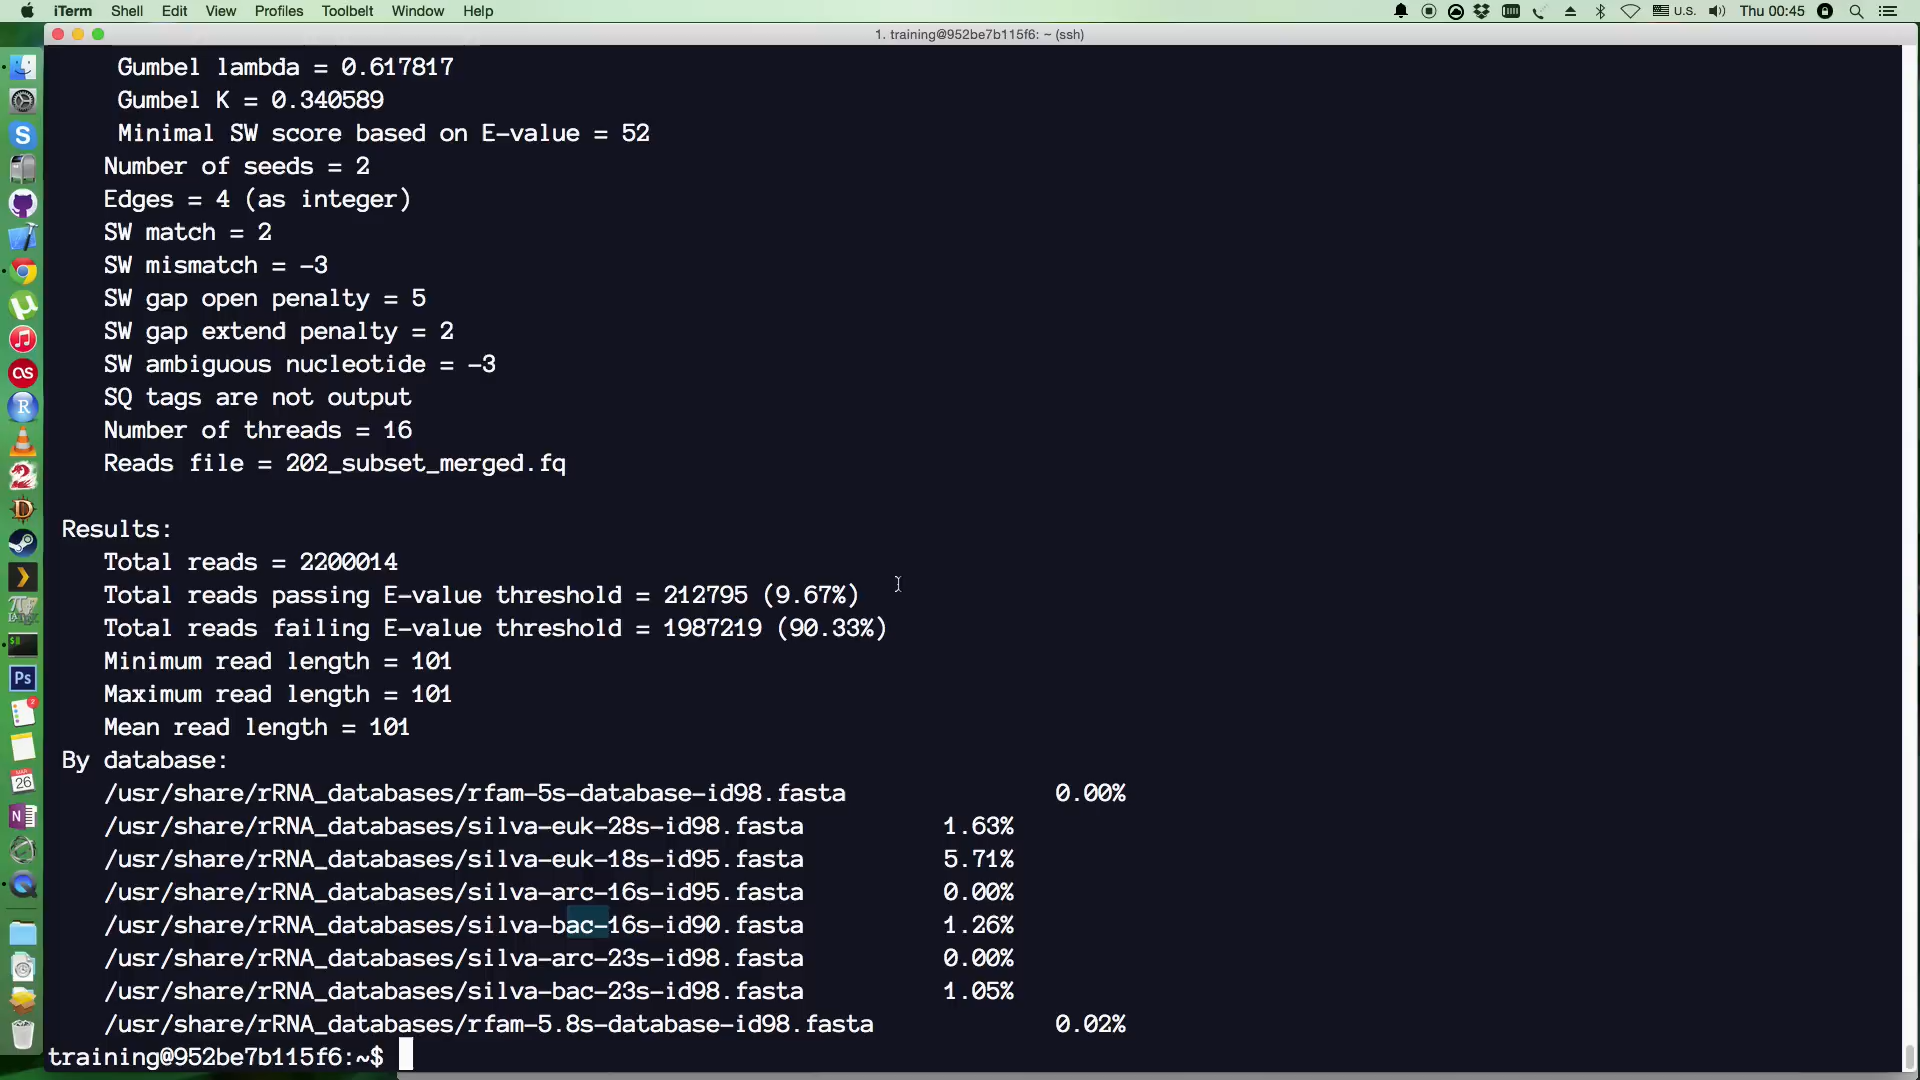 iTerm Shell Edit View Profiles Toolbelt Window Help U.S. Thu 00:45
1. training@952be7b115f6: ~ (ssh)
Gumbel lambda = 0.617817
Gumbel K = 0.340589
Minimal SW score based on E-value = 52
Number of seeds = 2
Edges = 4 (as integer)
SW match = 2
SW mismatch = -3
SW gap open penalty = 5
SW gap extend penalty = 2
SW ambiguous nucleotide = -3
SQ tags are not output
Number of threads = 16
Reads file = 202_subset_merged.fq
Results:
Total reads = 2200014
Total reads passing E-value threshold = 212795 (9.67%)
Total reads failing E-value threshold = 1987219 (90.33%)
Minimum read length = 101
Maximum read length = 101
Mean read length = 101
By database:
/usr/share/rRNA_databases/rfam-5s-database-id98.fasta 0.00%
/usr/share/rRNA_databases/silva-euk-28s-id98.fasta 1.63%
/usr/share/rRNA_databases/silva-euk-18s-id95.fasta 5.71%
/usr/share/rRNA_databases/silva-arc-16s-id95.fasta 0.00%
/usr/share/rRNA_databases/silva-bac-16s-id90.fasta 1.26%
/usr/share/rRNA_databases/silva-arc-23s-id98.fasta 0.00%
/usr/share/rRNA_databases/silva-bac-23s-id98.fasta 1.05%
/usr/share/rRNA_databases/rfam-5.8s-database-id98.fasta 0.02%
training@952be7b115f6:~$